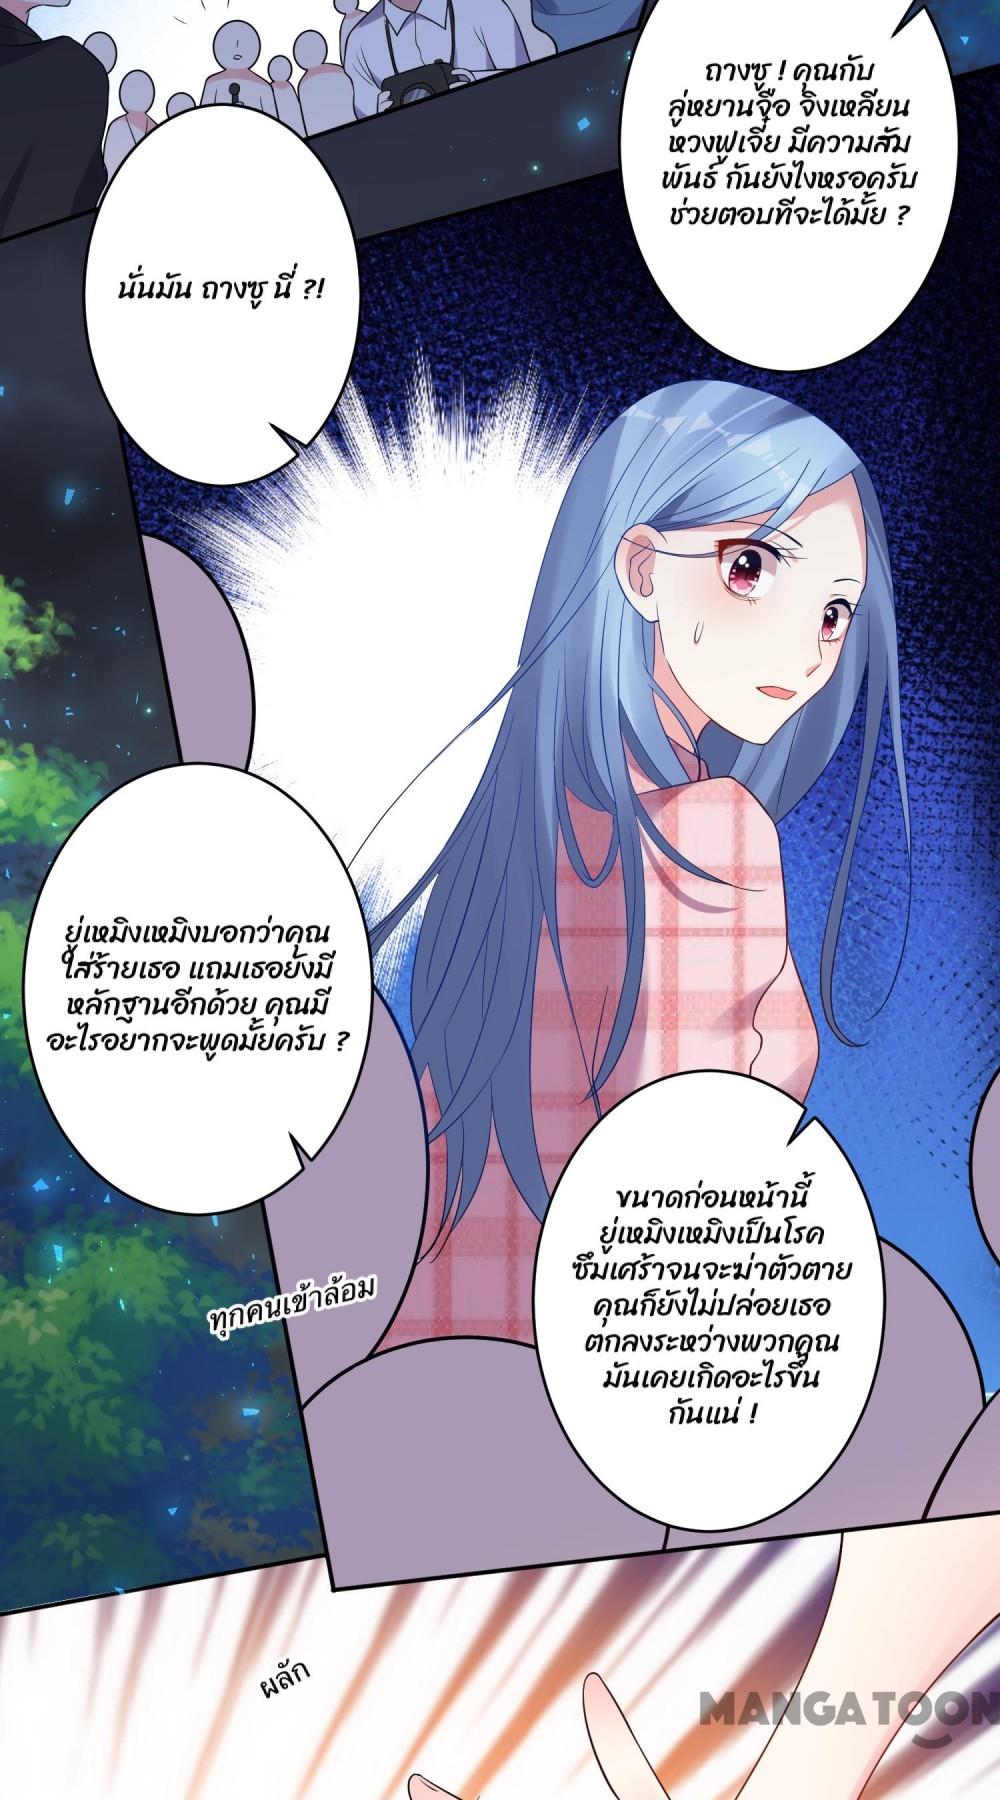 ถางซู ! คุณกับ
ลู่หยานจือ จิงเหลียน
หวงฟูเจี๋ย มีความสัม
พันธ์ กันยังไงหรอครับ
ช่วยตอบทีจะได้มั้ย ?
นั่นมัน ถางซู นี่ ?!
ยู่เหมิงเหมิงบอกว่าคุณ
ใส่ร้ายเธอ แถมเธอยังมี
หลักฐานอีกด้วย คุณมี
อะไรอยากจะพูดมั้ยครับ ?
ขนาดก่อนหน้านี้
ยู่เหมิงเหมิงเป็นโรค
ซึมเศร้าจนจะฆ่าตัวตาย
คุณก็ยังไม่ปล่อยเธอ
ตกลงระหว่างพวกคุณ
มันเคยเกิดอะไรขึ้น
กันแน่ !
ทุกคนเข้าล้อม
ผลัก
MANGATOON